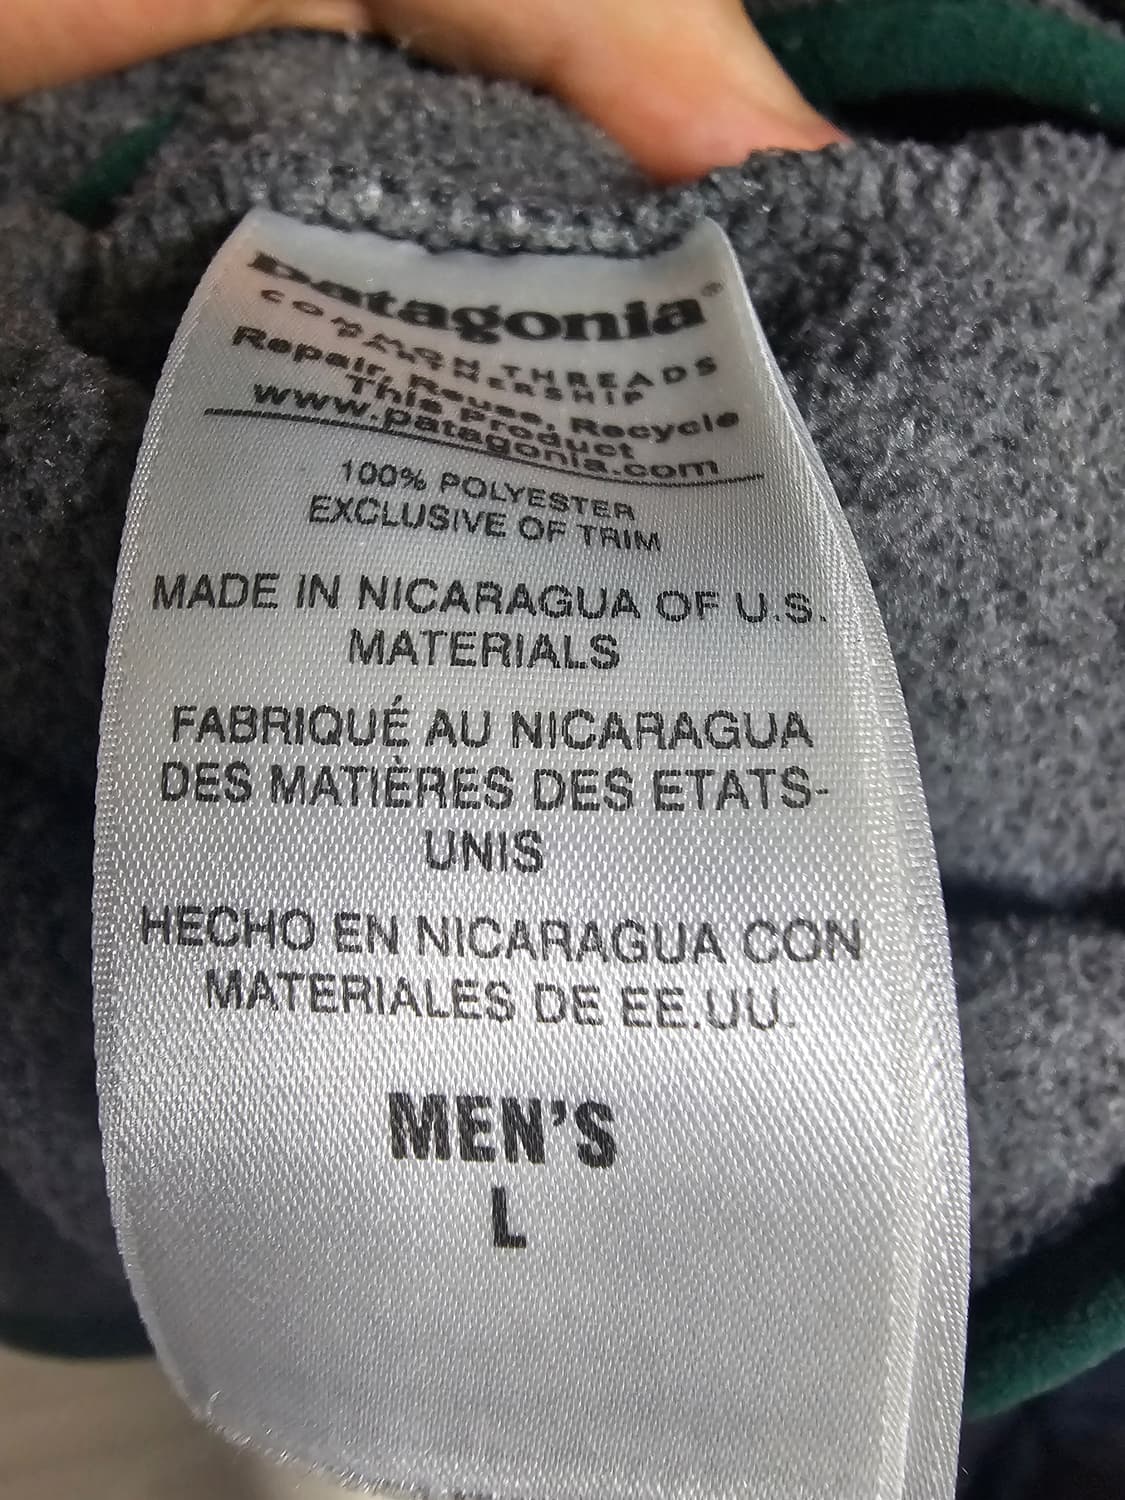 patagonia®
COMMON THREADS
PARTNERSHIP
Repair, Reuse, Recycle
This Product
www.patagonia.com
100% POLYESTER
EXCLUSIVE OF TRIM
MADE IN NICARAGUA OF U.S.
MATERIALS
FABRIQUÉ AU NICARAGUA
DES MATIÈRES DES ETATS-
UNIS
HECHO EN NICARAGUA CON
MATERIALES DE EE.UU.
MEN'S
L